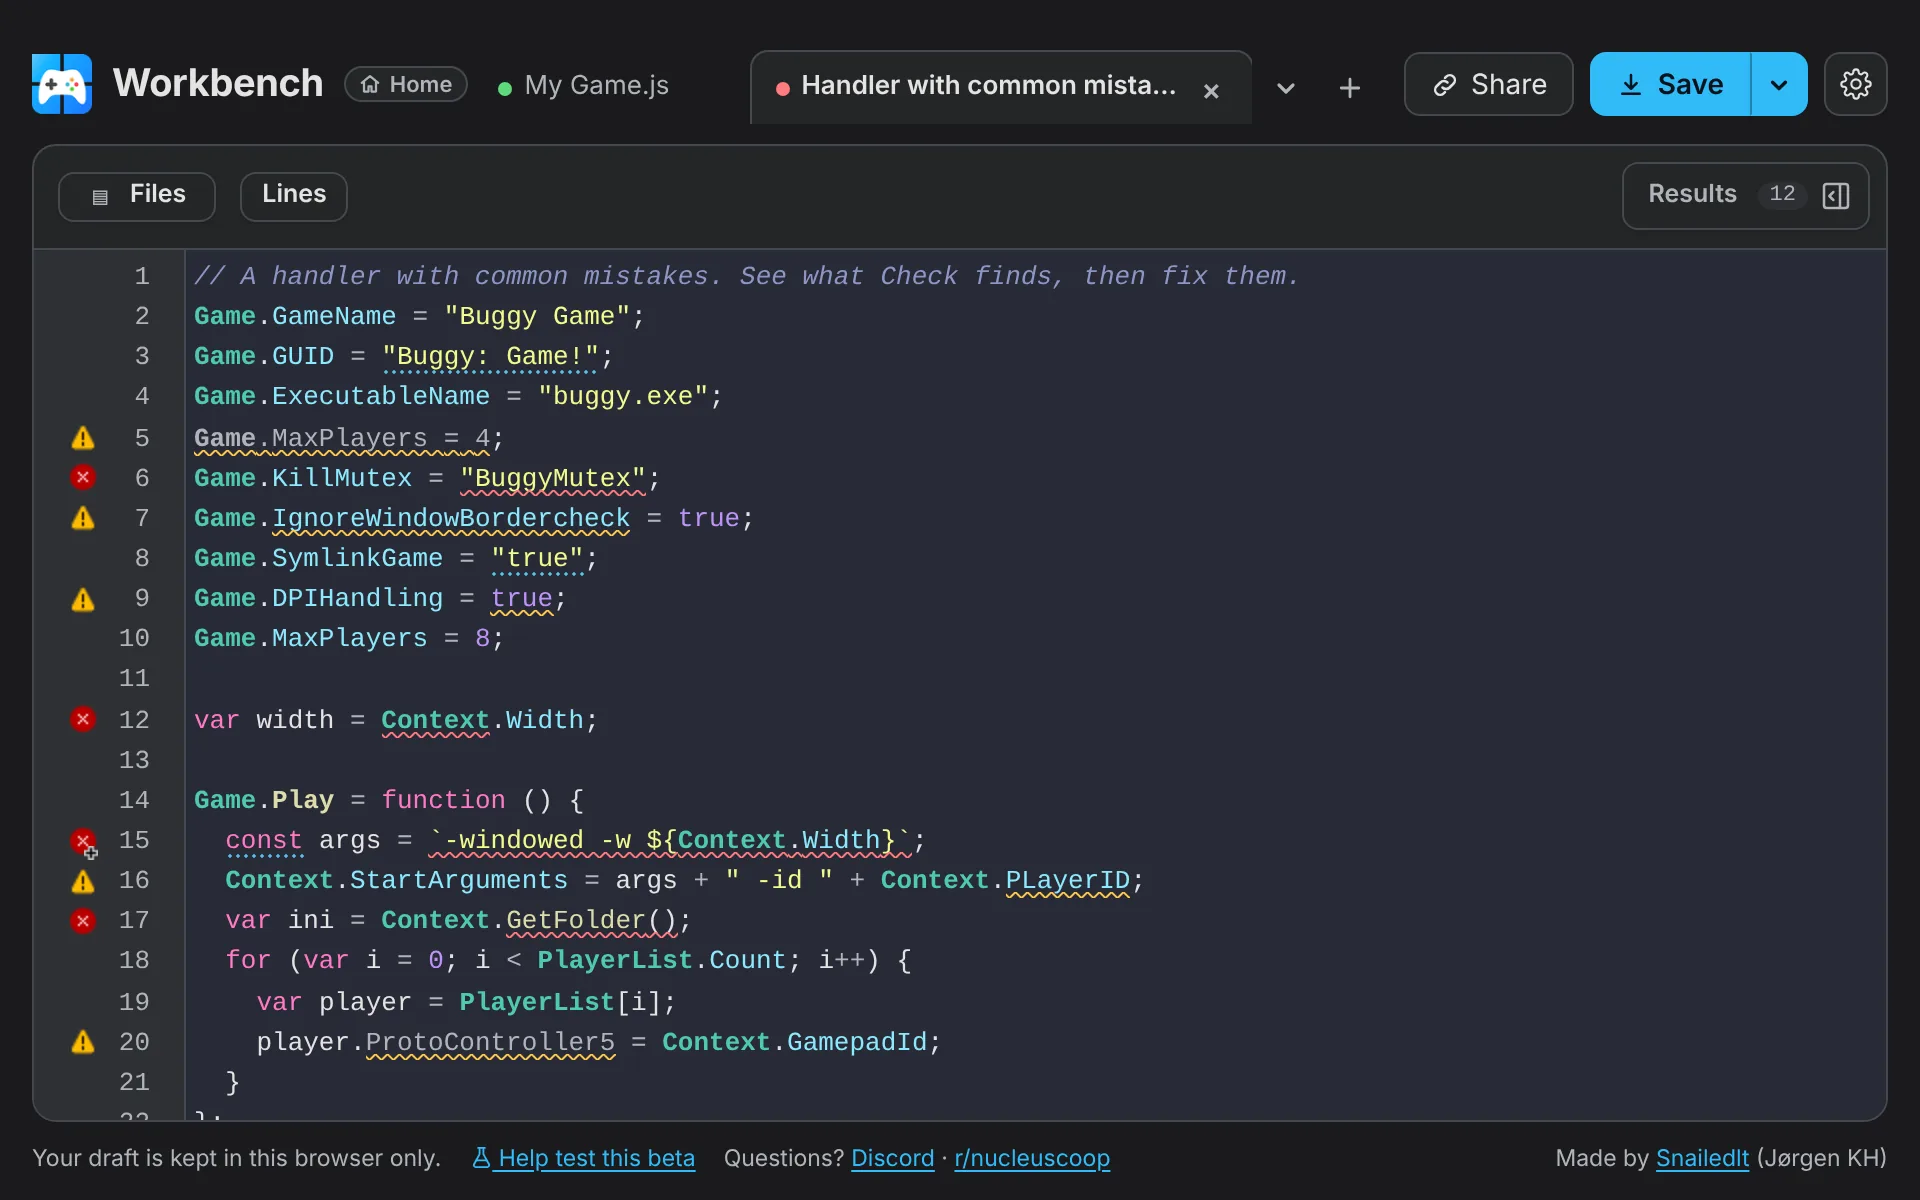 Workbench
Home
My Game.js
Handler with common mista...
Share
Save
Files
Lines
Results 12
1 // A handler with common mistakes. See what Check finds, then fix them.
2 Game.GameName = "Buggy Game";
3 Game.GUID = "Buggy: Game!";
4 Game.ExecutableName = "buggy.exe";
5 Game.MaxPlayers = 4;
6 Game.KillMutex = "BuggyMutex";
7 Game.IgnoreWindowBordercheck = true;
8 Game.SymlinkGame = "true";
9 Game.DPIHandling = true;
10 Game.MaxPlayers = 8;
11
12 var width = Context.Width;
13
14 Game.Play = function () {
15   const args = `-windowed -w ${Context.Width}`;
16   Context.StartArguments = args + " -id " + Context.PLayerID;
17   var ini = Context.GetFolder();
18   for (var i = 0; i < PlayerList.Count; i++) {
19     var player = PlayerList[i];
20     player.ProtoController5 = Context.GamepadId;
21   }
22 };
Your draft is kept in this browser only. Help test this beta Questions? Discord · r/nucleuscoop Made by SnailedIt (Jørgen KH)